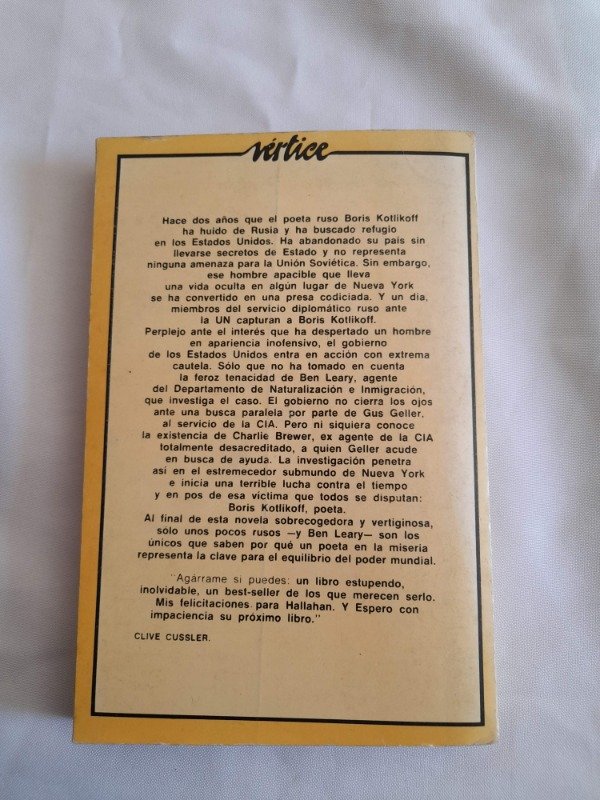 vértice
Hace dos años que el poeta ruso Boris Kotlikoff
ha huido de Rusia y ha buscado refugio
en los Estados Unidos. Ha abandonado su país sin
llevarse secretos de Estado y no representa
ninguna amenaza para la Unión Soviética. Sin embargo,
ese hombre apacible que lleva
una vida oculta en algún lugar de Nueva York
se ha convertido en una presa codiciada. Y un día,
miembros del servicio diplomático ruso ante
la UN capturan a Boris Kotlikoff.
Perplejo ante el interés que ha despertado un hombre
en apariencia inofensivo, el gobierno
de los Estados Unidos entra en acción con extrema
cautela. Sólo que no ha tomado en cuenta
la feroz tenacidad de Ben Leary, agente
del Departamento de Naturalización e Inmigración,
que investiga el caso. El gobierno no cierra los ojos
ante una busca paralela por parte de Gus Geller,
al servicio de la CIA. Pero ni siquiera conoce
la existencia de Charlie Brewer, ex agente de la CIA
totalmente desacreditado, a quien Geller acude
en busca de ayuda. La investigación penetra
así en el estremecedor submundo de Nueva York
e inicia una terrible lucha contra el tiempo
y en pos de esa víctima que todos se disputan:
Boris Kotlikoff, poeta.
Al final de esta novela sobrecogedora y vertiginosa,
sólo unos pocos rusos —y Ben Leary— son los
únicos que saben por qué un poeta en la miseria
representa la clave para el equilibrio del poder mundial.
"Agárrame si puedes: un libro estupendo,
inolvidable, un best-seller de los que merecen serlo.
Mis felicitaciones para Hallahan. Y Espero con
impaciencia su próximo libro."
CLIVE CUSSLER.